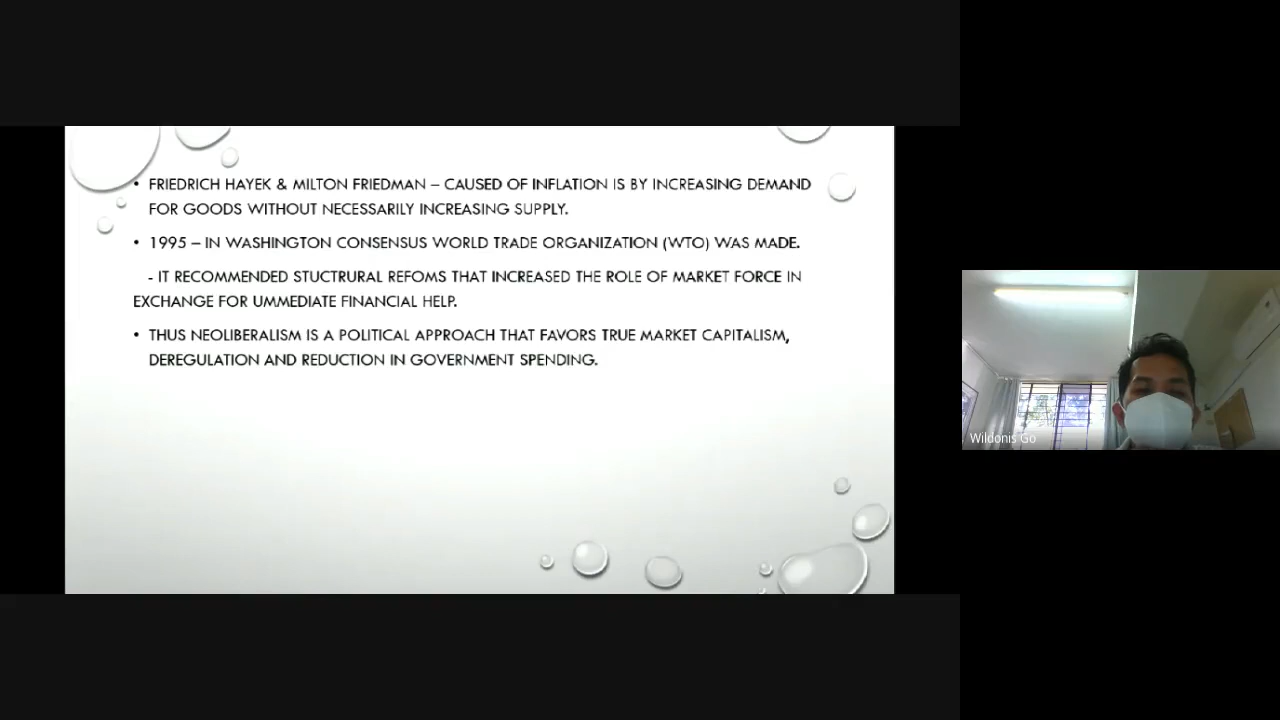 • FRIEDRICH HAYEK & MILTON FRIEDMAN – CAUSED OF INFLATION IS BY INCREASING DEMAND
FOR GOODS WITHOUT NECESSARILY INCREASING SUPPLY.
• 1995 – IN WASHINGTON CONSENSUS WORLD TRADE ORGANIZATION (WTO) WAS MADE.
- IT RECOMMENDED STUCTRURAL REFOMS THAT INCREASED THE ROLE OF MARKET FORCE IN
EXCHANGE FOR UMMEDIATE FINANCIAL HELP.
• THUS NEOLIBERALISM IS A POLITICAL APPROACH THAT FAVORS TRUE MARKET CAPITALISM,
DEREGULATION AND REDUCTION IN GOVERNMENT SPENDING.
Wildonis Go